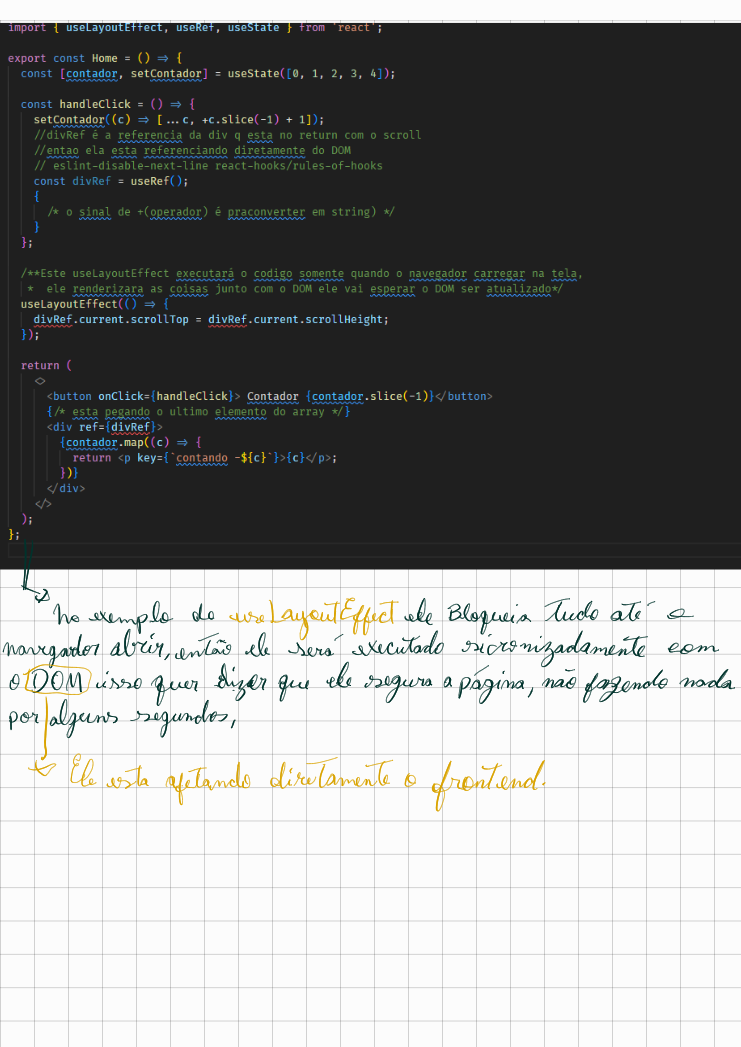 import { useLayoutEffect, useRef, useState } from 'react';
export const Home = () => {
const [contador, setContador] = useState([0, 1, 2, 3, 4]);
const handleClick = () => {
setContador((c) => [...c, +c.slice(-1) + 1]);
//divRef é a referencia da div q esta no return com o scroll
//entao ela esta referenciando diretamente do DOM
// eslint-disable-next-line react-hooks/rules-of-hooks
const divRef = useRef();
{
/* o sinal de +(operador) é praconverter em string) */
}
};
/**Este useLayoutEffect executará o codigo somente quando o navegador carregar na tela,
* ele renderizara as coisas junto com o DOM ele vai esperar o DOM ser atualizado*/
useLayoutEffect(() => {
divRef.current.scrollTop = divRef.current.scrollHeight;
});
return (
<>
<button onClick={handleClick}> Contador {contador.slice(-1)}</button>
{/* esta pegando o ultimo elemento do array */}
<div ref={divRef}>
{contador.map((c) => {
return <p key={`contando -${c}`}>{c}</p>;
})}
</div>
</>
);
};
no exemplo do useLayoutEffect ele Bloqueia Tudo até o
navegador abrir, então ele será executado sicronizadamente com
o DOM isso quer dizer que ele segura a página, não fazendo nada
por alguns segundos,
Ele esta afetando diretamente o frontend.